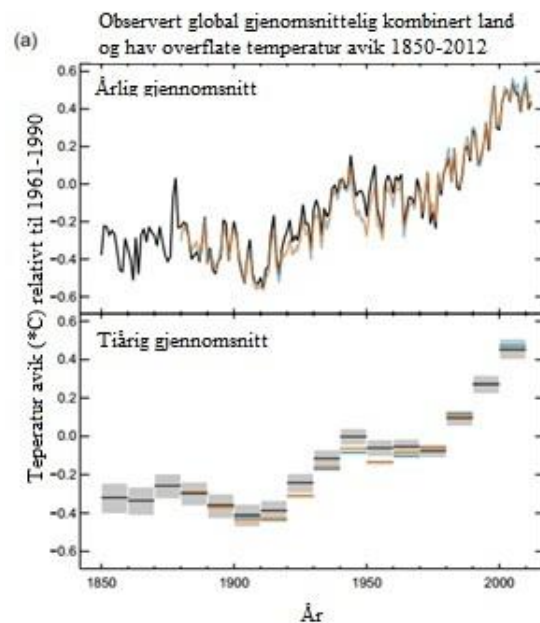 (a)
Observert global gjenomsnittelig kombinert land
og hav overflate temperatur avik 1850-2012
Teperatur avik (*C) relativt til 1961-1990
Årlig gjennomsnitt
0.6
0.4
0.2
0.0
−0.2
−0.4
−0.6
Tiårig gjennomsnitt
0.6
0.4
0.2
0.0
−0.2
−0.4
−0.6
1850
1900
1950
2000
År